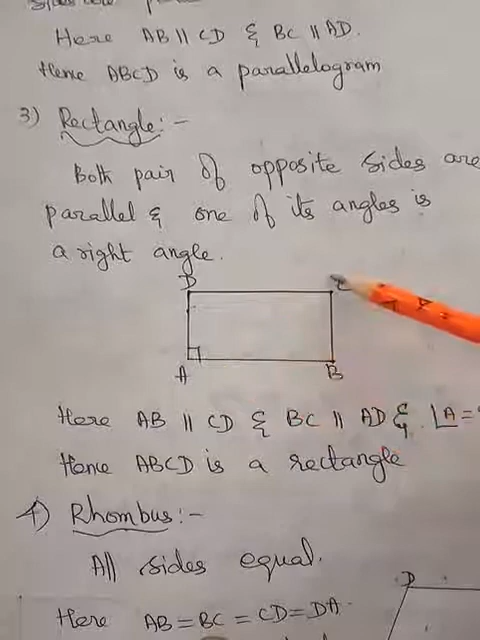 Here AB || CD & BC || AD.
Hence ABCD is a parallelogram
3) Rectangle:-
Both pair of opposite sides are
parallel & one of its angles is
a right angle.
D
A
B
Here AB || CD & BC || AD & ∠A=
Hence ABCD is a rectangle
4) Rhombus:-
All sides equal.
D
Here AB = BC = CD = DA.